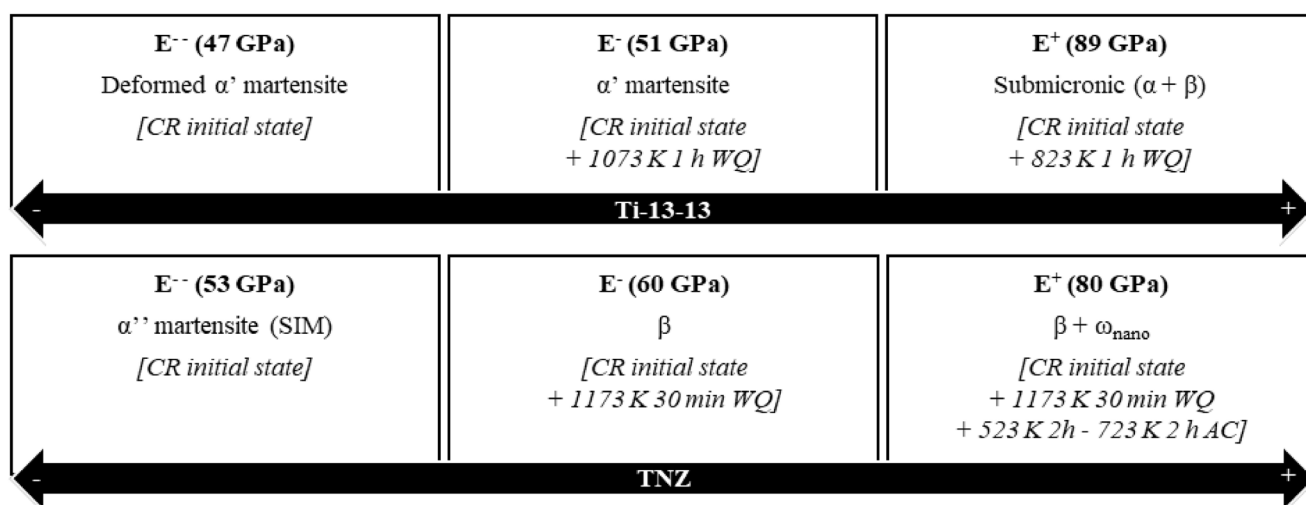 E⁻⁻ (47 GPa)
Deformed α’ martensite
[CR initial state]
E⁻ (51 GPa)
α’ martensite
[CR initial state
+ 1073 K 1 h WQ]
E⁺ (89 GPa)
Submicronic (α + β)
[CR initial state
+ 823 K 1 h WQ]
- Ti-13-13 +
E⁻⁻ (53 GPa)
α’’ martensite (SIM)
[CR initial state]
E⁻ (60 GPa)
β
[CR initial state
+ 1173 K 30 min WQ]
E⁺ (80 GPa)
β + ωnano
[CR initial state
+ 1173 K 30 min WQ
+ 523 K 2h - 723 K 2 h AC]
- TNZ +